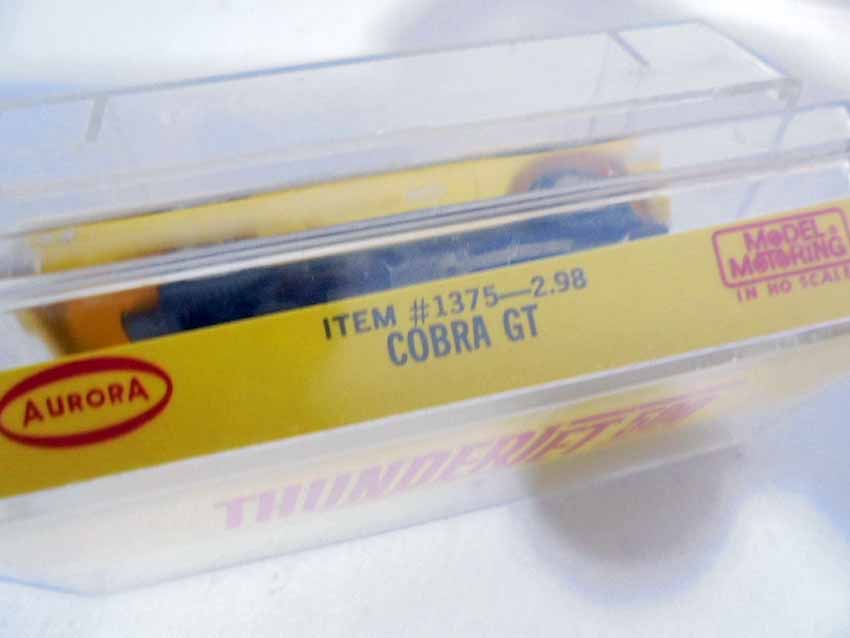 ITEM #1375—2.98
COBRA GT
AURORA
MODEL
MOTORING
IN HO SCALE
THUNDERJET 500